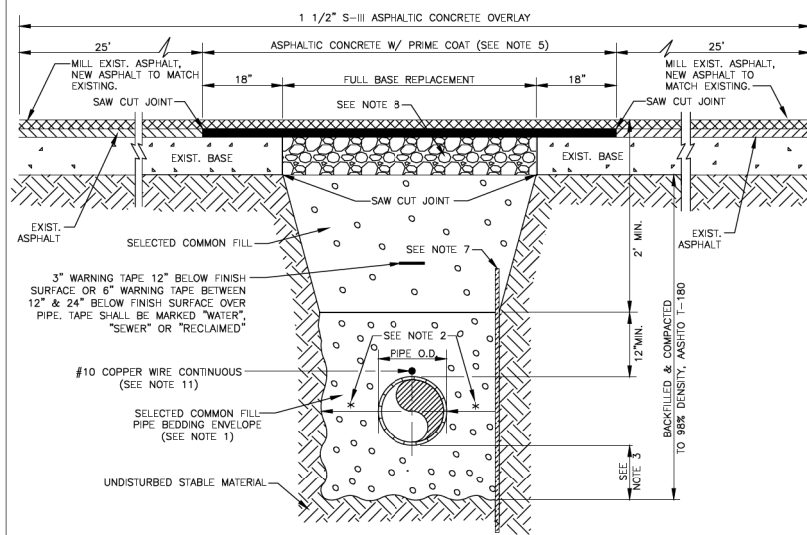 1 1/2" S-III ASPHALTIC CONCRETE OVERLAY
25'
ASPHALTIC CONCRETE W/ PRIME COAT (SEE NOTE 5)
25'
MILL EXIST. ASPHALT,
NEW ASPHALT TO MATCH
EXISTING.
18"
FULL BASE REPLACEMENT
18"
MILL EXIST. ASPHALT,
NEW ASPHALT TO
MATCH EXISTING.
SAW CUT JOINT
SEE NOTE 8
SAW CUT JOINT
EXIST. BASE
EXIST. BASE
SAW CUT JOINT
EXIST.
ASPHALT
EXIST.
ASPHALT
SELECTED COMMON FILL
SEE NOTE 7
2' MIN.
3" WARNING TAPE 12" BELOW FINISH
SURFACE OR 6" WARNING TAPE BETWEEN
12" & 24" BELOW FINISH SURFACE OVER
PIPE. TAPE SHALL BE MARKED "WATER",
"SEWER" OR "RECLAIMED"
SEE NOTE 2
PIPE O.D.
12"MIN.
#10 COPPER WIRE CONTINUOUS
(SEE NOTE 11)
SELECTED COMMON FILL
PIPE BEDDING ENVELOPE
(SEE NOTE 1)
*
*
SEE
NOTE 3
BACKFILLED & COMPACTED
TO 98% DENSITY, AASHTO T-180
UNDISTURBED STABLE MATERIAL